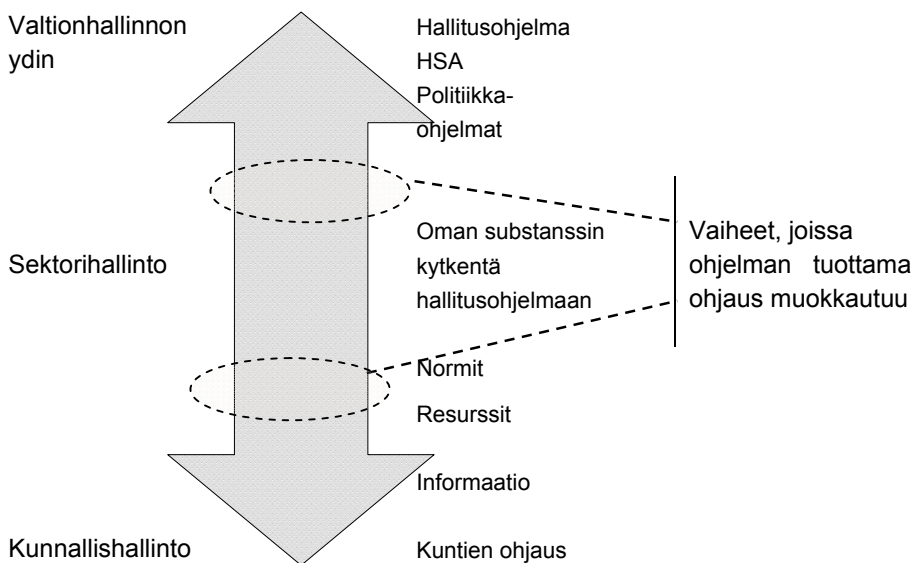 Valtionhallinnon
ydin
Hallitusohjelma
HSA
Politiikka-
ohjelmat
Sektorihallinto
Oman substanssin
kytkentä
hallitusohjelmaan
Vaiheet, joissa
ohjelman tuottama
ohjaus muokkautuu
Normit
Resurssit
Informaatio
Kunnallishallinto
Kuntien ohjaus